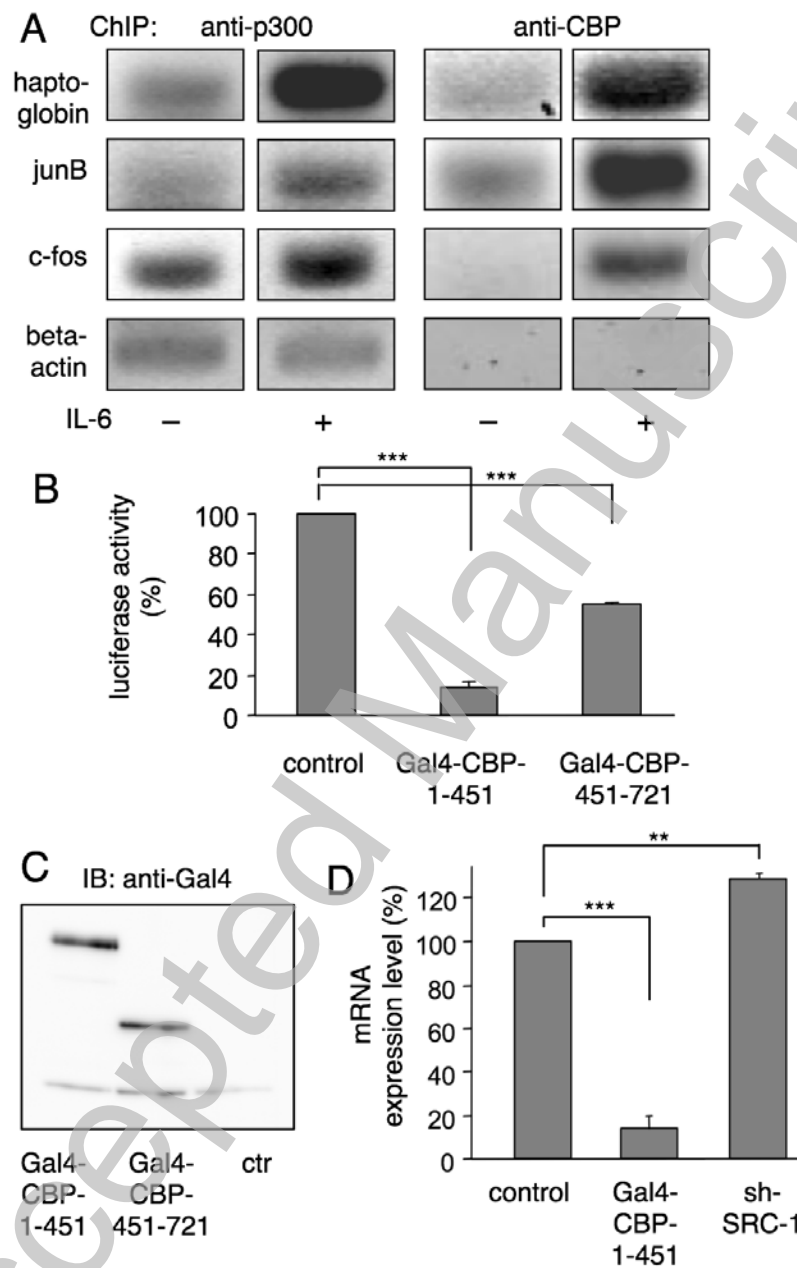 A
ChIP: anti-p300 anti-CBP
hapto-
globin
junB
c-fos
beta-
actin
IL-6 – + – +
B
luciferase activity
(%)
100
80
60
40
20
0
*** ***
control Gal4-CBP- Gal4-CBP-
1-451 451-721
C
IB: anti-Gal4
Gal4- Gal4- ctr
CBP- CBP-
1-451 451-721
D
mRNA
expression level (%)
120
100
80
60
40
20
0
**
***
control Gal4- sh-
CBP- SRC-1
1-451
Accepted Manuscrip